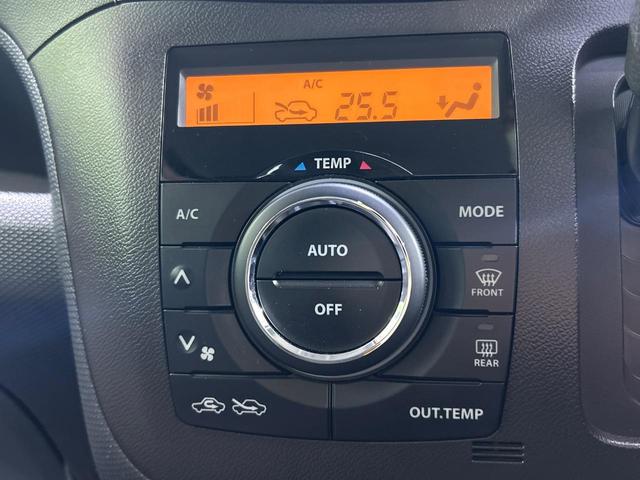 A/C
25.5
TEMP
A/C
MODE
AUTO
OFF
FRONT
REAR
OUT.TEMP